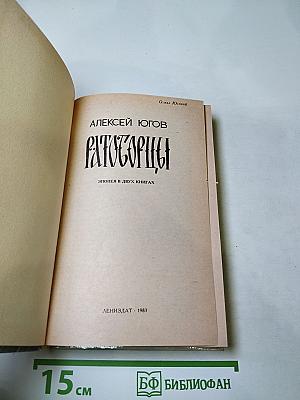 АЛЕКСЕЙ ЮГОВ
РАТОБОРЦЫ
ЭПОПЕЯ В ДВУХ КНИГАХ
ЛЕНИЗДАТ · 1983
15 см
БФ БИБЛИОФАН